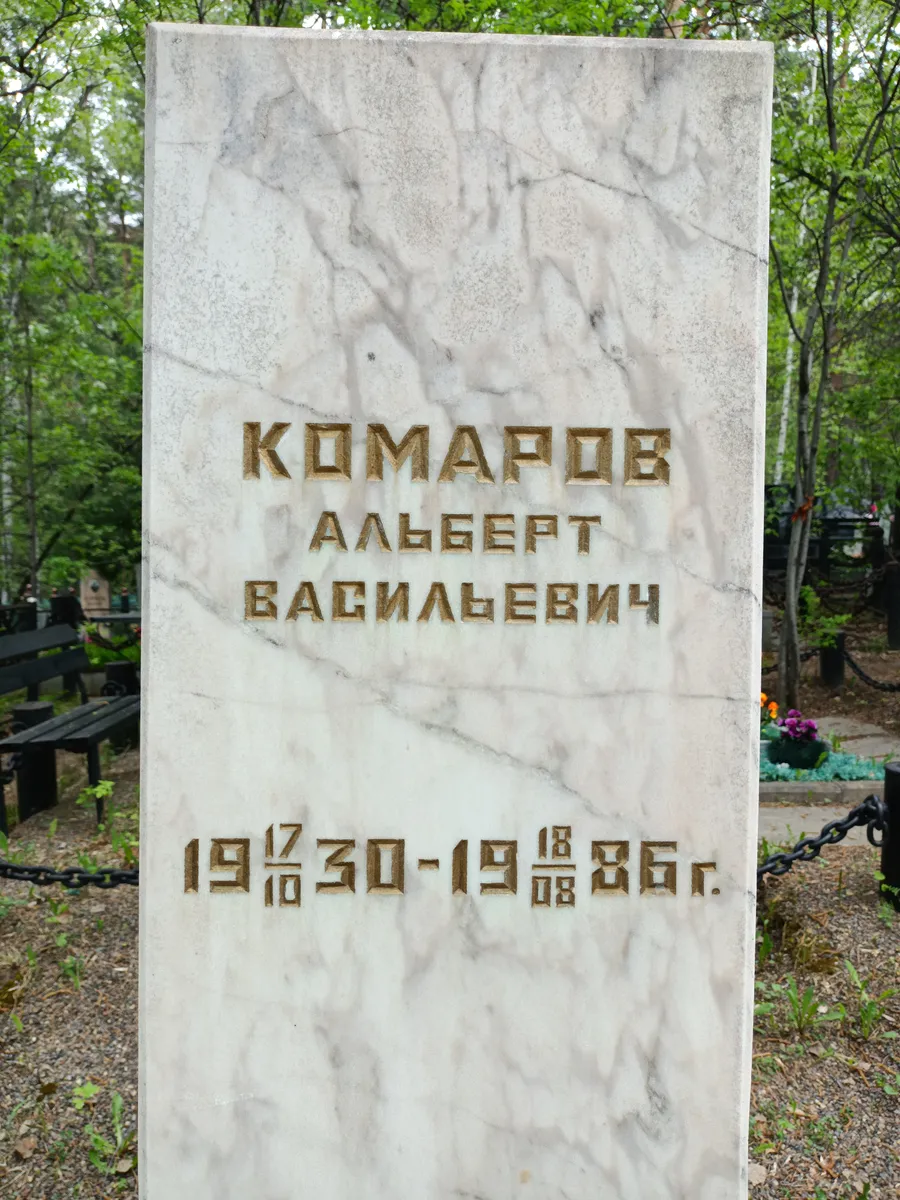 КОМАРОВ
АЛЬБЕРТ
ВАСИЛЬЕВИЧ
19 17/10 30-19 18/08 86 г.